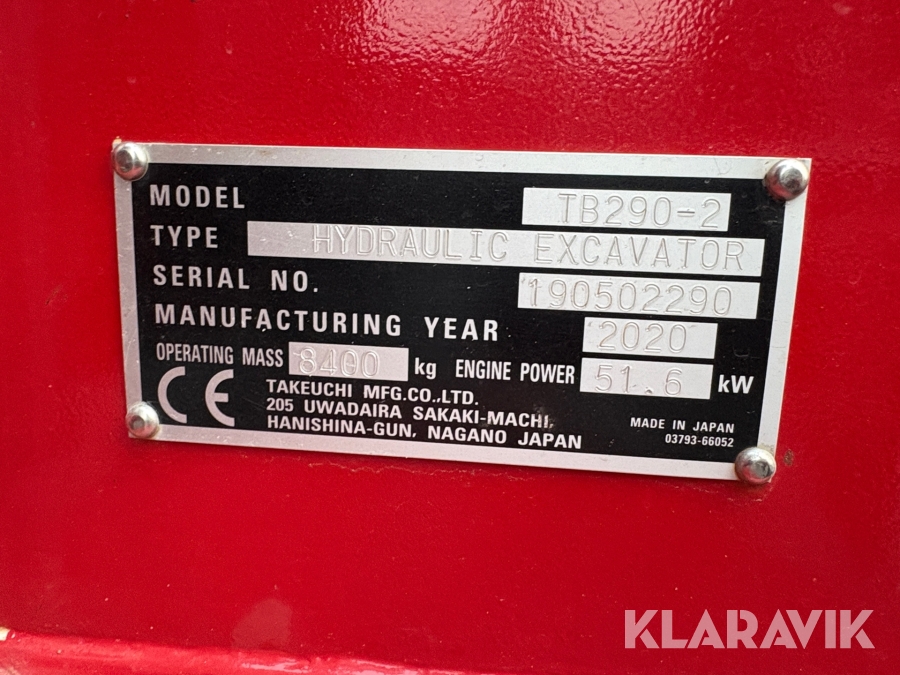 MODEL TB290-2
TYPE HYDRAULIC EXCAVATOR
SERIAL NO. 190502290
MANUFACTURING YEAR 2020
OPERATING MASS 8400 kg ENGINE POWER 51.6 kW
CE TAKEUCHI MFG.CO.,LTD.
205 UWADAIRA SAKAKI-MACHI,
HANISHINA-GUN, NAGANO JAPAN
MADE IN JAPAN
03793-66052
KLARAVIK